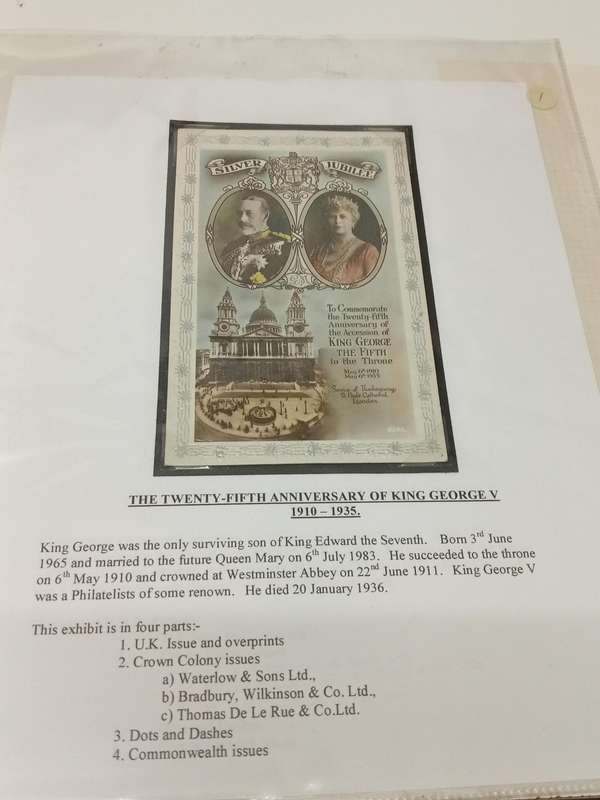 1
SILVER JUBILEE
To Commemorate
the Twenty-fifth
Anniversary of
the Accession of
KING GEORGE
THE FIFTH
to the Throne
May 6th 1910
May 6th 1935
Service of Thanksgiving
St Pauls Cathedral
London
THE TWENTY-FIFTH ANNIVERSARY OF KING GEORGE V
1910 – 1935.
King George was the only surviving son of King Edward the Seventh. Born 3rd June
1965 and married to the future Queen Mary on 6th July 1983. He succeeded to the throne
on 6th May 1910 and crowned at Westminster Abbey on 22nd June 1911. King George V
was a Philatelists of some renown. He died 20 January 1936.
This exhibit is in four parts:-
1. U.K. Issue and overprints
2. Crown Colony issues
a) Waterlow & Sons Ltd.,
b) Bradbury, Wilkinson & Co. Ltd.,
c) Thomas De Le Rue & Co.Ltd.
3. Dots and Dashes
4. Commonwealth issues